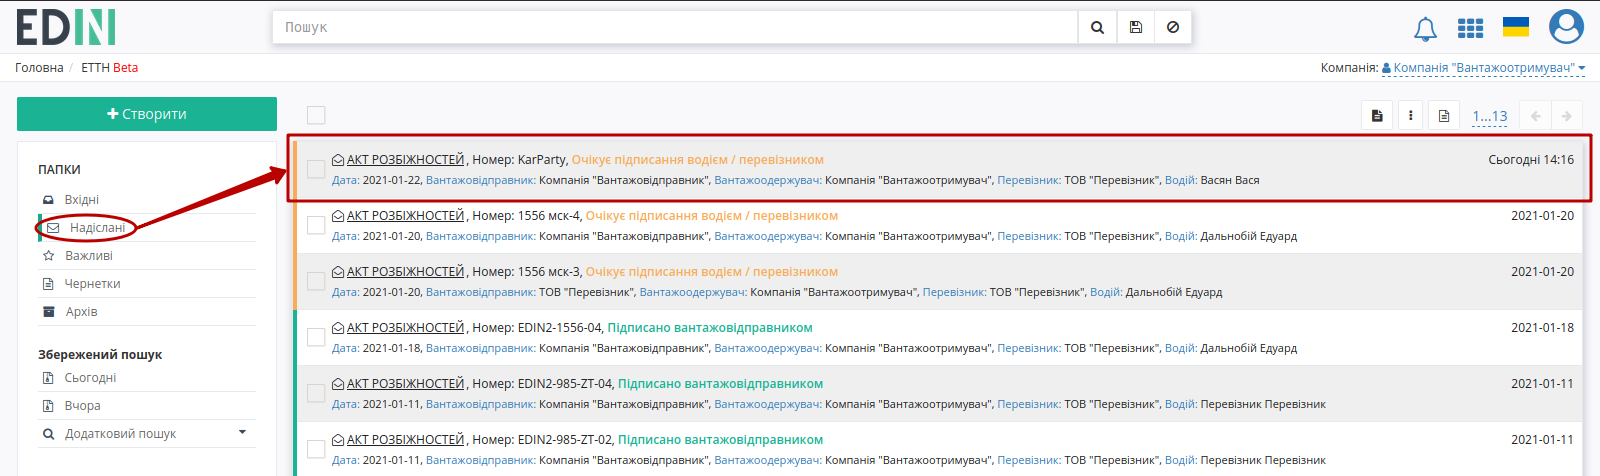 EDIN
Пошук
Головна / ЕТТН Beta
Компанія: Компанія "Вантажоотримувач"
Створити
1...13
ПАПКИ
Вхідні
Надіслані
Важливі
Чернетки
Архів
Збережений пошук
Сьогодні
Вчора
Додатковий пошук
АКТ РОЗБІЖНОСТЕЙ, Номер: KarParty, Очікує підписання водієм / перевізником Сьогодні 14:16
Дата: 2021-01-22, Вантажовідправник: Компанія "Вантажовідправник", Вантажоодержувач: Компанія "Вантажоотримувач", Перевізник: ТОВ "Перевізник", Водій: Васян Вася
АКТ РОЗБІЖНОСТЕЙ, Номер: 1556 мск-4, Очікує підписання водієм / перевізником 2021-01-20
Дата: 2021-01-20, Вантажовідправник: Компанія "Вантажовідправник", Вантажоодержувач: Компанія "Вантажоотримувач", Перевізник: ТОВ "Перевізник", Водій: Дальнобій Едуард
АКТ РОЗБІЖНОСТЕЙ, Номер: 1556 мск-3, Очікує підписання водієм / перевізником 2021-01-20
Дата: 2021-01-20, Вантажовідправник: ТОВ "Перевізник", Вантажоодержувач: Компанія "Вантажоотримувач", Перевізник: ТОВ "Перевізник", Водій: Дальнобій Едуард
АКТ РОЗБІЖНОСТЕЙ, Номер: EDIN2-1556-04, Підписано вантажовідправником 2021-01-18
Дата: 2021-01-18, Вантажовідправник: Компанія "Вантажовідправник", Вантажоодержувач: Компанія "Вантажоотримувач", Перевізник: ТОВ "Перевізник", Водій: Дальнобій Едуард
АКТ РОЗБІЖНОСТЕЙ, Номер: EDIN2-985-ZT-04, Підписано вантажовідправником 2021-01-11
Дата: 2021-01-11, Вантажовідправник: Компанія "Вантажовідправник", Вантажоодержувач: Компанія "Вантажоотримувач", Перевізник: ТОВ "Перевізник", Водій: Перевізник Перевізник
АКТ РОЗБІЖНОСТЕЙ, Номер: EDIN2-985-ZT-02, Підписано вантажовідправником 2021-01-11
Дата: 2021-01-11, Вантажовідправник: Компанія "Вантажовідправник", Вантажоодержувач: Компанія "Вантажоотримувач", Перевізник: ТОВ "Перевізник", Водій: Перевізник Перевізник